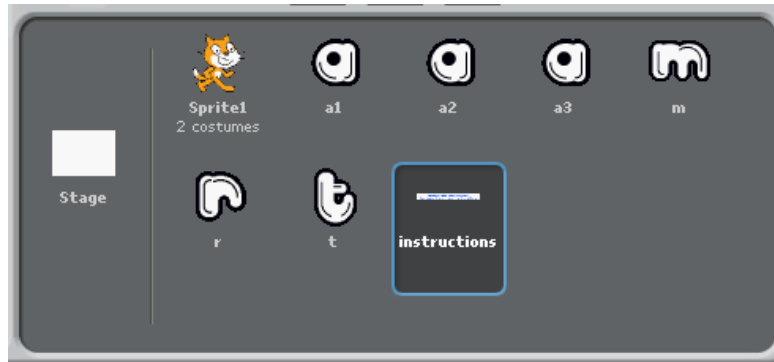 Sprite1
2 costumes
a a a m
a1 a2 a3 m
Stage
r t
r t instructions